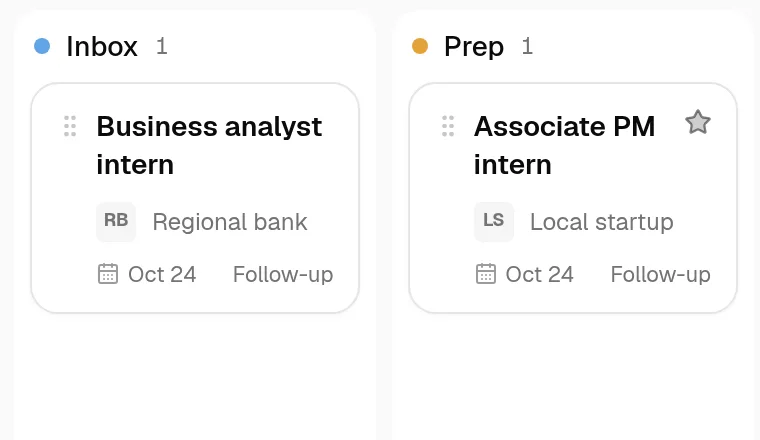 Inbox 1
Business analyst
intern
RB Regional bank
Oct 24 Follow-up
Prep 1
Associate PM
intern
LS Local startup
Oct 24 Follow-up